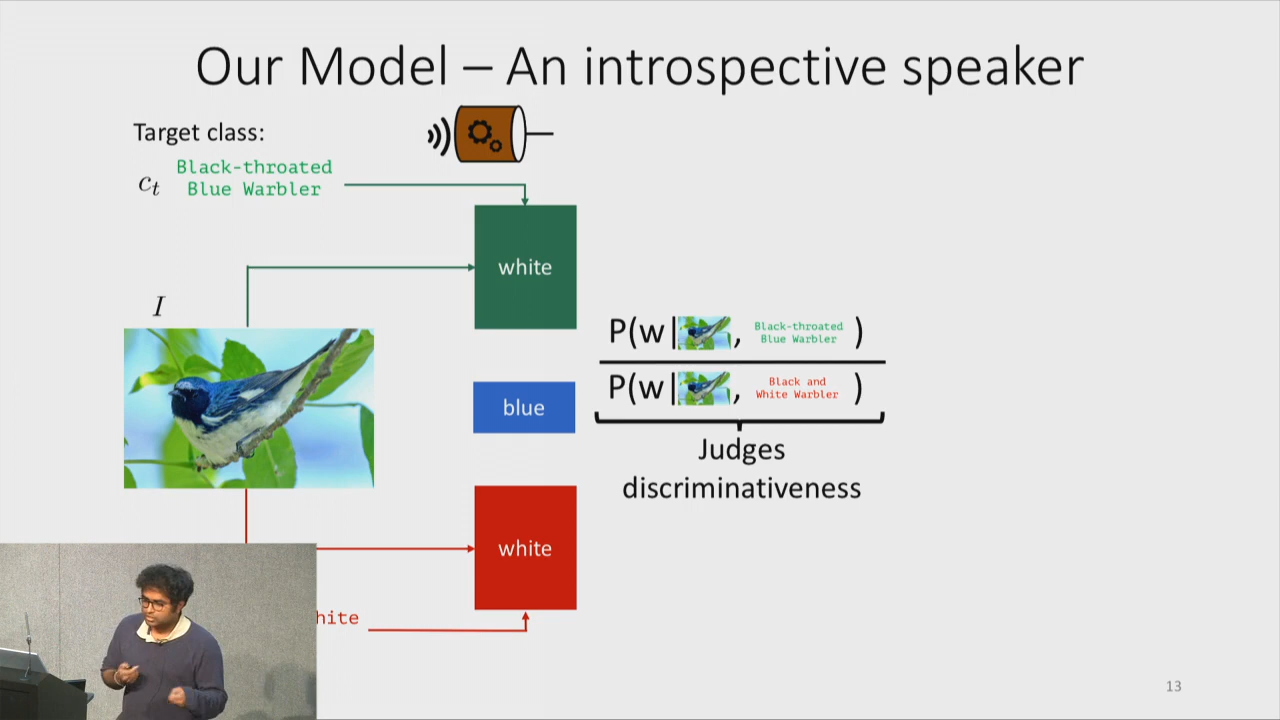 Our Model – An introspective speaker
Target class:
c_t
Black-throated
Blue Warbler
white
I
P(w| , Black-throated Blue Warbler )
P(w| , Black and White Warbler )
blue
Judges
discriminativeness
white
hite
13